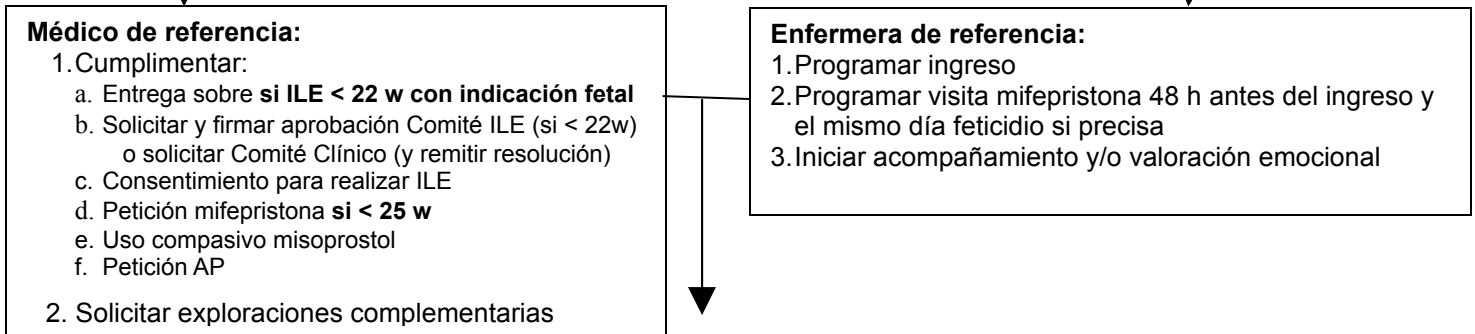 Médico de referencia:
1.Cumplimentar:
a. Entrega sobre si ILE < 22 w con indicación fetal
b. Solicitar y firmar aprobación Comité ILE (si < 22w)
o solicitar Comité Clínico (y remitir resolución)
c. Consentimiento para realizar ILE
d. Petición mifepristona si < 25 w
e. Uso compasivo misoprostol
f. Petición AP
2. Solicitar exploraciones complementarias
Enfermera de referencia:
1.Programar ingreso
2.Programar visita mifepristona 48 h antes del ingreso y
el mismo día feticidio si precisa
3.Iniciar acompañamiento y/o valoración emocional